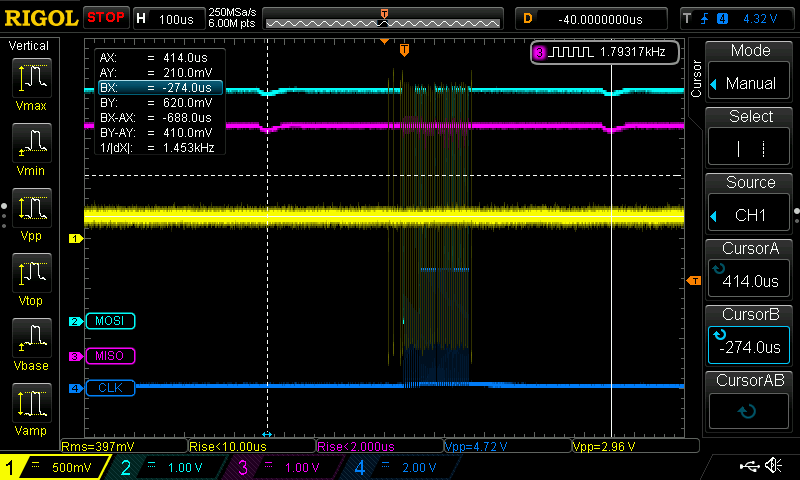 RIGOL STOP H 100us 250MSa/s 6.00M pts T D -40.0000000us T 4 4.32 V
Vertical
Vmax
Vmin
Vpp
Vtop
Vbase
Vamp
AX: = 414.0us
AY: = 210.0mV
BX: = -274.0us
BY: = 620.0mV
BX-AX: = -688.0us
BY-AY: = 410.0mV
1/|dX|: = 1.453kHz
T
3 1.79317kHz
1
2 MOSI
3 MISO
4 CLK
T
Cursor
Mode
Manual
Select
Source
CH1
CursorA
414.0us
CursorB
-274.0us
CursorAB
Rms=397mV Rise<10.00us Rise<2.000us Vpp=4.72 V Vpp=2.96 V
1 500mV 2 1.00 V 3 1.00 V 4 2.00 V